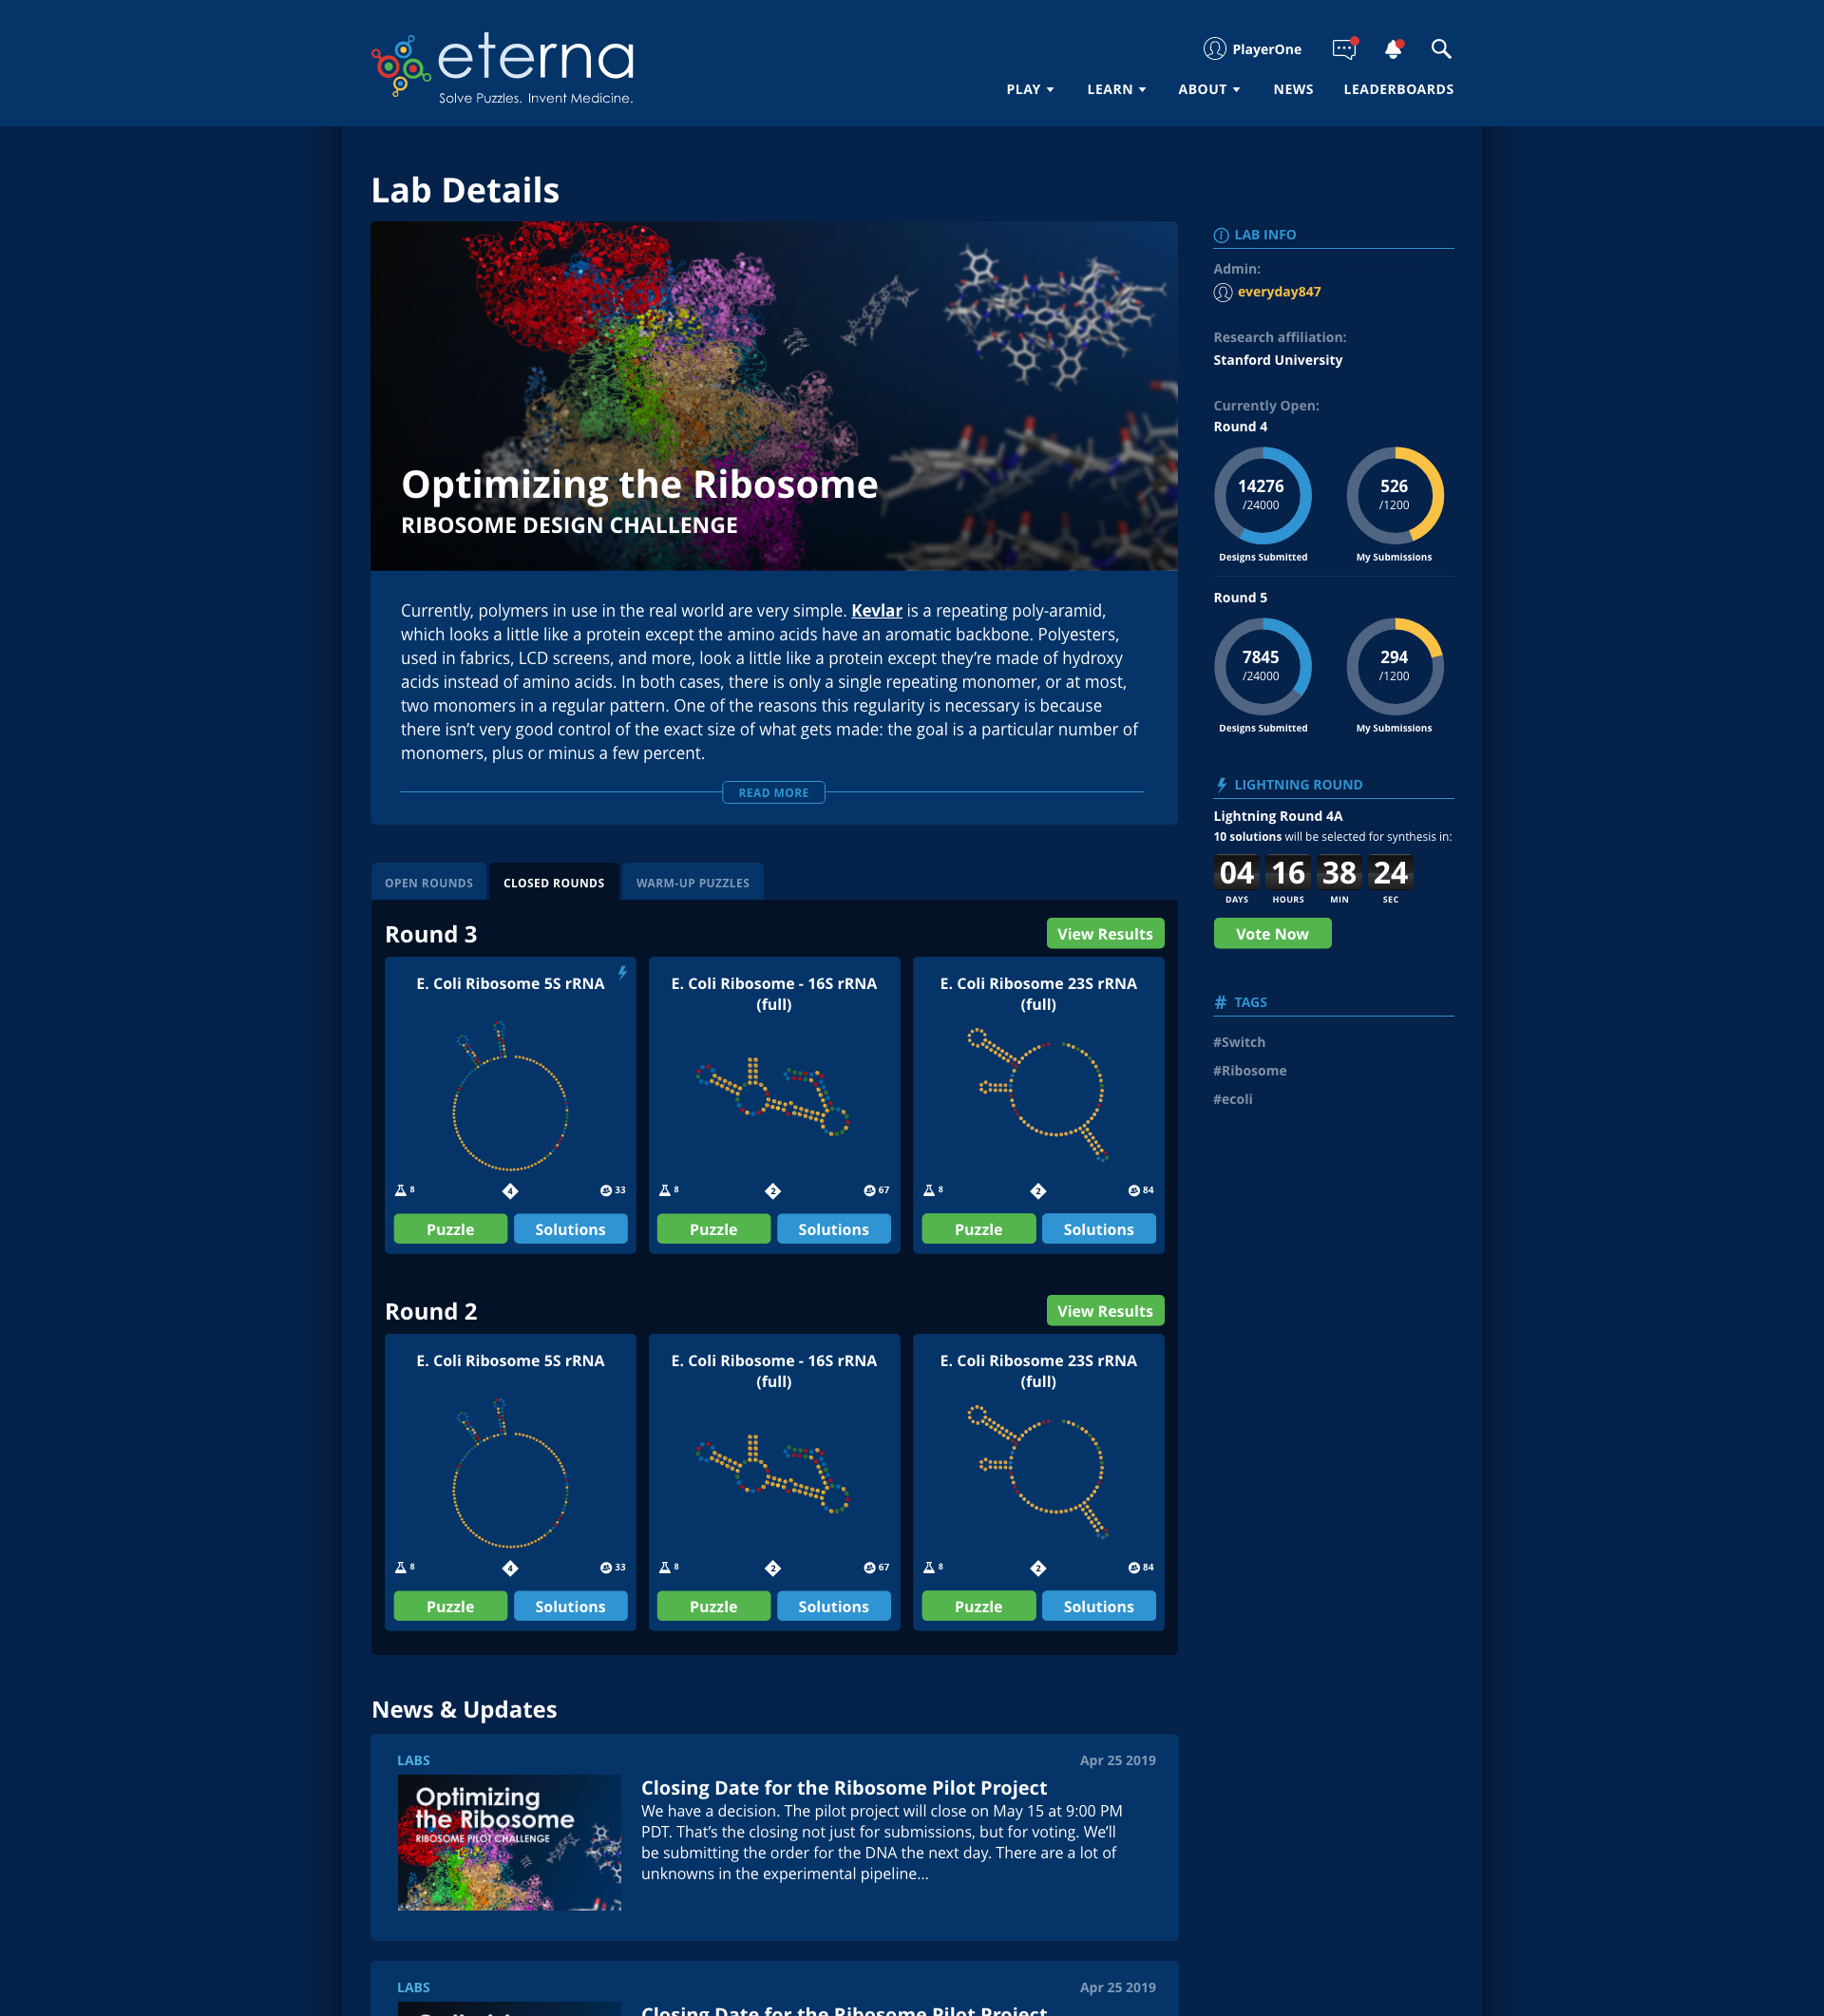 eterna
Solve Puzzles. Invent Medicine.
PlayerOne
PLAY
LEARN
ABOUT
NEWS
LEADERBOARDS
Lab Details
Optimizing the Ribosome
RIBOSOME DESIGN CHALLENGE
Currently, polymers in use in the real world are very simple. Kevlar is a repeating poly-aramid,
which looks a little like a protein except the amino acids have an aromatic backbone. Polyesters,
used in fabrics, LCD screens, and more, look a little like a protein except they’re made of hydroxy
acids instead of amino acids. In both cases, there is only a single repeating monomer, or at most,
two monomers in a regular pattern. One of the reasons this regularity is necessary is because
there isn’t very good control of the exact size of what gets made: the goal is a particular number of
monomers, plus or minus a few percent.
READ MORE
LAB INFO
Admin:
everyday847
Research affiliation:
Stanford University
Currently Open:
Round 4
14276
/24000
Designs Submitted
526
/1200
My Submissions
Round 5
7845
/24000
Designs Submitted
294
/1200
My Submissions
LIGHTNING ROUND
Lightning Round 4A
10 solutions will be selected for synthesis in:
04 16 38 24
DAYS HOURS MIN SEC
Vote Now
# TAGS
#Switch
#Ribosome
#ecoli
OPEN ROUNDS
CLOSED ROUNDS
WARM-UP PUZZLES
Round 3
View Results
E. Coli Ribosome 5S rRNA
8
4
33
Puzzle
Solutions
E. Coli Ribosome - 16S rRNA
(full)
8
2
67
Puzzle
Solutions
E. Coli Ribosome 23S rRNA
(full)
8
2
84
Puzzle
Solutions
Round 2
View Results
E. Coli Ribosome 5S rRNA
8
4
33
Puzzle
Solutions
E. Coli Ribosome - 16S rRNA
(full)
8
2
67
Puzzle
Solutions
E. Coli Ribosome 23S rRNA
(full)
8
2
84
Puzzle
Solutions
News & Updates
LABS
Apr 25 2019
Optimizing
the Ribosome
RIBOSOME PILOT CHALLENGE
Closing Date for the Ribosome Pilot Project
We have a decision. The pilot project will close on May 15 at 9:00 PM
PDT. That’s the closing not just for submissions, but for voting. We’ll
be submitting the order for the DNA the next day. There are a lot of
unknowns in the experimental pipeline...
LABS
Apr 25 2019
Closing Date for the Ribosome Pilot Project